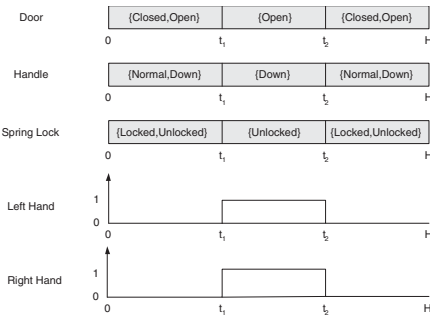 Door {Closed,Open} {Open} {Closed,Open}
0 t1 t2 H
Handle {Normal,Down} {Down} {Normal,Down}
0 t1 t2 H
Spring Lock {Locked,Unlocked} {Unlocked} {Locked,Unlocked}
0 t1 t2 H
Left Hand
1
0
0 t1 t2 H
Right Hand
1
0
0 t1 t2 H